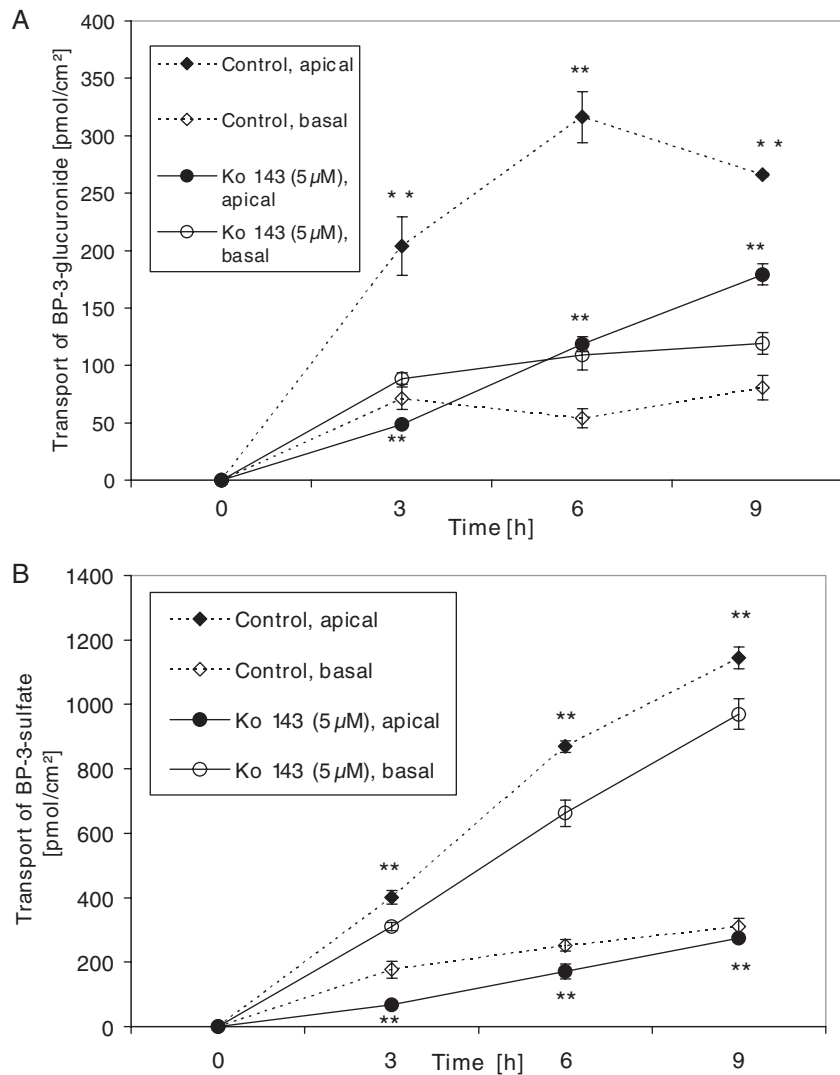 A
Transport of BP-3-glucuronide [pmol/cm²]
400
350
300
250
200
150
100
50
0
Control, apical
Control, basal
Ko 143 (5 µM),
apical
Ko 143 (5 µM),
basal
* *
**
* *
**
**
**
0
3
6
9
Time [h]
B
Transport of BP-3-sulfate
[pmol/cm²]
1400
1200
1000
800
600
400
200
0
Control, apical
Control, basal
Ko 143 (5 µM), apical
Ko 143 (5 µM), basal
**
**
**
**
**
**
0
3
6
9
Time [h]